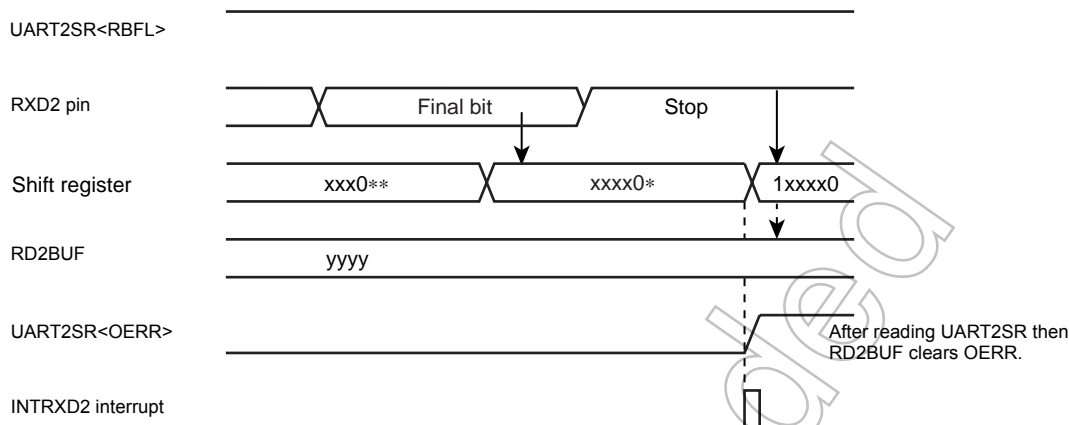 UART2SR<RBFL>
RXD2 pin
Final bit
Stop
Shift register
xxx0**
xxxx0*
1xxxx0
RD2BUF
yyyy
UART2SR<OERR>
After reading UART2SR then
RD2BUF clears OERR.
INTRXD2 interrupt
ded